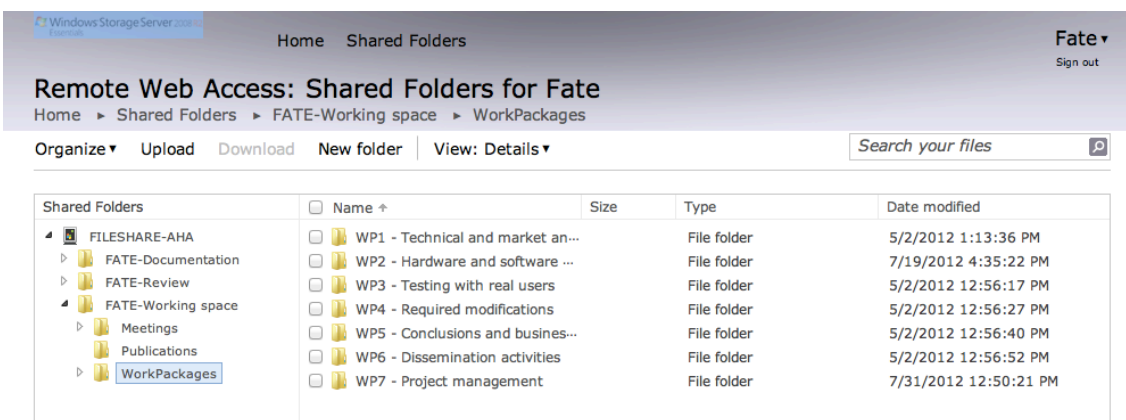 Windows Storage Server 2008 R2
Essentials
Home Shared Folders
Fate ▾
Sign out
Remote Web Access: Shared Folders for Fate
Home ▸ Shared Folders ▸ FATE-Working space ▸ WorkPackages
Organize ▾ Upload Download New folder View: Details ▾
Search your files
Shared Folders
FILESHARE-AHA
FATE-Documentation
FATE-Review
FATE-Working space
Meetings
Publications
WorkPackages
Name Size Type Date modified
WP1 - Technical and market an... File folder 5/2/2012 1:13:36 PM
WP2 - Hardware and software ... File folder 7/19/2012 4:35:22 PM
WP3 - Testing with real users File folder 5/2/2012 12:56:17 PM
WP4 - Required modifications File folder 5/2/2012 12:56:27 PM
WP5 - Conclusions and busines... File folder 5/2/2012 12:56:40 PM
WP6 - Dissemination activities File folder 5/2/2012 12:56:52 PM
WP7 - Project management File folder 7/31/2012 12:50:21 PM